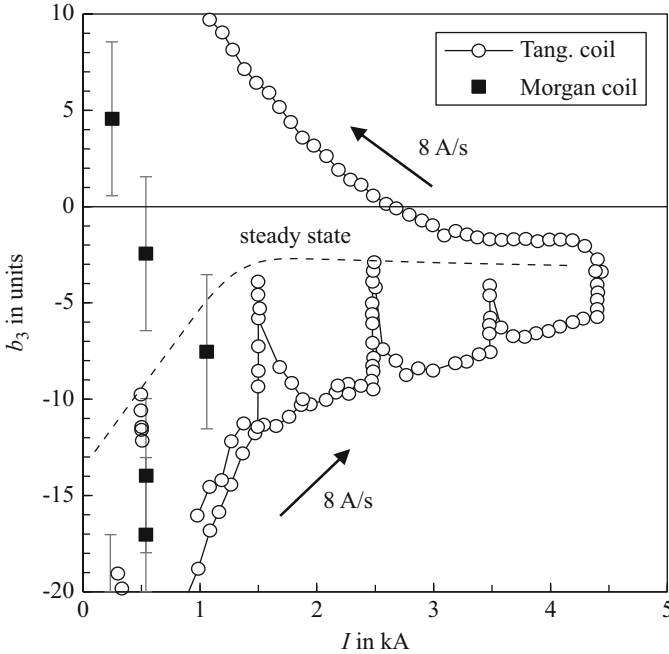 10
Tang. coil
Morgan coil
5
8 A/s
0
steady state
b3 in units
-5
-10
8 A/s
-15
-20
0 1 2 3 4 5
I in kA